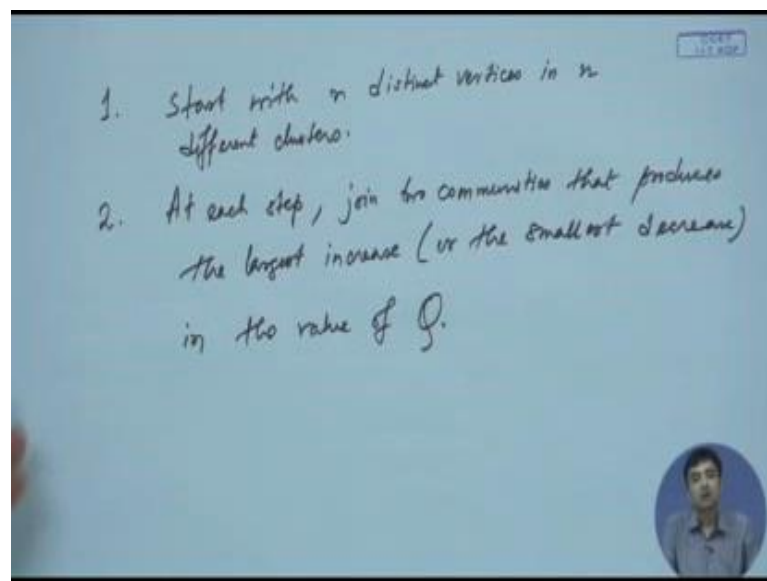 1. Start with n distinct vertices in n
different clusters.
2. At each step, join two communities that produces
the largest increase (or the smallest decrease)
in the value of Q.